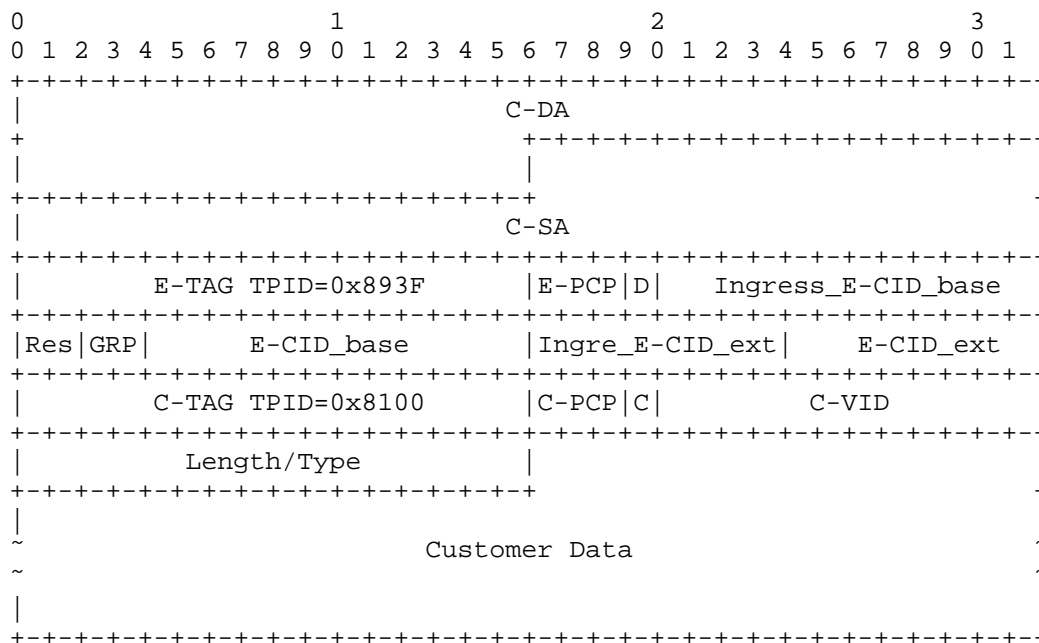 0                   1                   2                   3
0 1 2 3 4 5 6 7 8 9 0 1 2 3 4 5 6 7 8 9 0 1 2 3 4 5 6 7 8 9 0 1
+-+-+-+-+-+-+-+-+-+-+-+-+-+-+-+-+-+-+-+-+-+-+-+-+-+-+-+-+-+-+-+--
|                              C-DA
+                               +-+-+-+-+-+-+-+-+-+-+-+-+-+-+-+--
|                               |
+-+-+-+-+-+-+-+-+-+-+-+-+-+-+-+-+                               -
|                              C-SA
+-+-+-+-+-+-+-+-+-+-+-+-+-+-+-+-+-+-+-+-+-+-+-+-+-+-+-+-+-+-+-+--
|        E-TAG TPID=0x893F      |E-PCP|D|   Ingress_E-CID_base
+-+-+-+-+-+-+-+-+-+-+-+-+-+-+-+-+-+-+-+-+-+-+-+-+-+-+-+-+-+-+-+--
|Res|GRP|      E-CID_base       |Ingre_E-CID_ext|    E-CID_ext
+-+-+-+-+-+-+-+-+-+-+-+-+-+-+-+-+-+-+-+-+-+-+-+-+-+-+-+-+-+-+-+--
|        C-TAG TPID=0x8100      |C-PCP|C|         C-VID
+-+-+-+-+-+-+-+-+-+-+-+-+-+-+-+-+-+-+-+-+-+-+-+-+-+-+-+-+-+-+-+--
|          Length/Type          |
+-+-+-+-+-+-+-+-+-+-+-+-+-+-+-+-+                               -
|
~                         Customer Data                         ~
~                                                               ~
|
+-+-+-+-+-+-+-+-+-+-+-+-+-+-+-+-+-+-+-+-+-+-+-+-+-+-+-+-+-+-+-+--